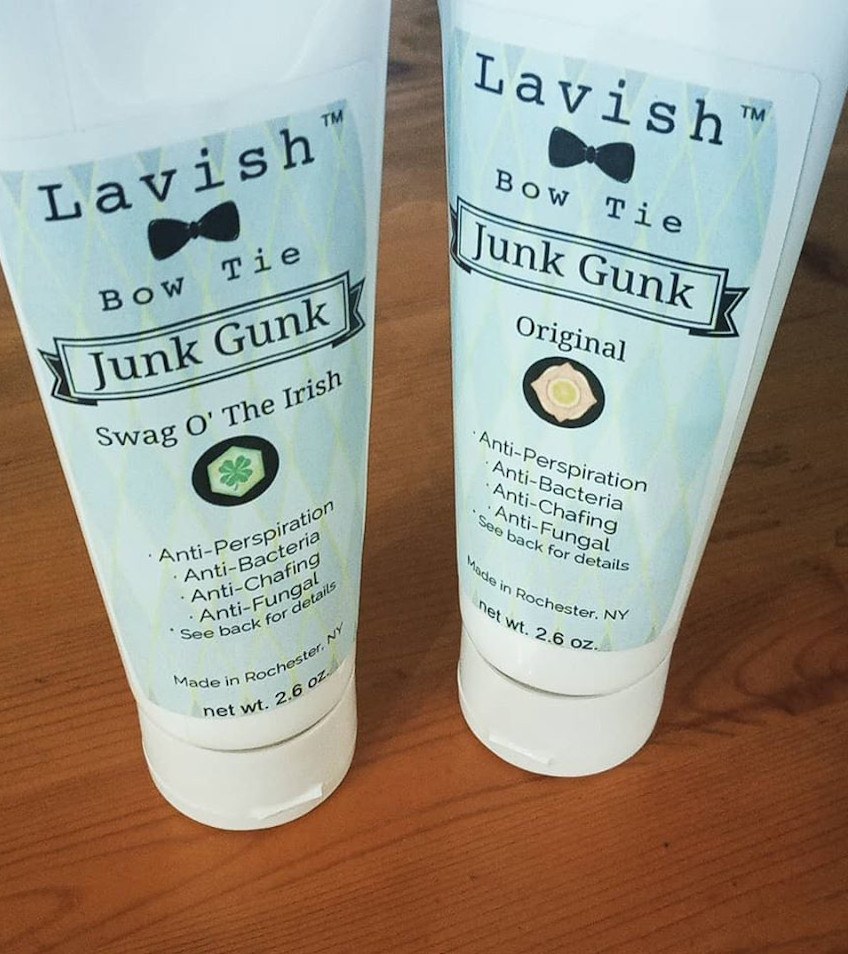 Lavish™
Bow Tie
Junk Gunk
Swag O' The Irish
· Anti-Perspiration
· Anti-Bacteria
· Anti-Chafing
· Anti-Fungal
· See back for details
Made in Rochester, NY
net wt. 2.6 oz.
Lavish™
Bow Tie
Junk Gunk
Original
· Anti-Perspiration
· Anti-Bacteria
· Anti-Chafing
· Anti-Fungal
· See back for details
Made in Rochester, NY
net wt. 2.6 oz.